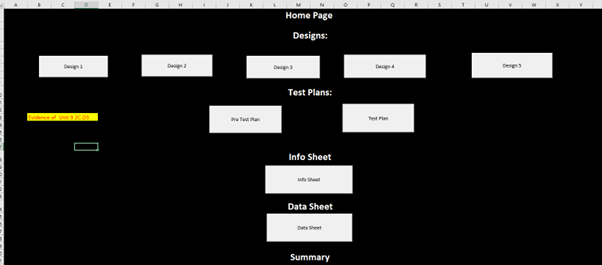 A B C D E F G H I J K L M N O P Q R S T U V W X
Home Page
Designs:
Design 1 Design 2 Design 3 Design 4 Design 5
Test Plans:
Evidence of Unit 9 2C.D3
Pre Test Plan Test Plan
Info Sheet
Info Sheet
Data Sheet
Data Sheet
Summary